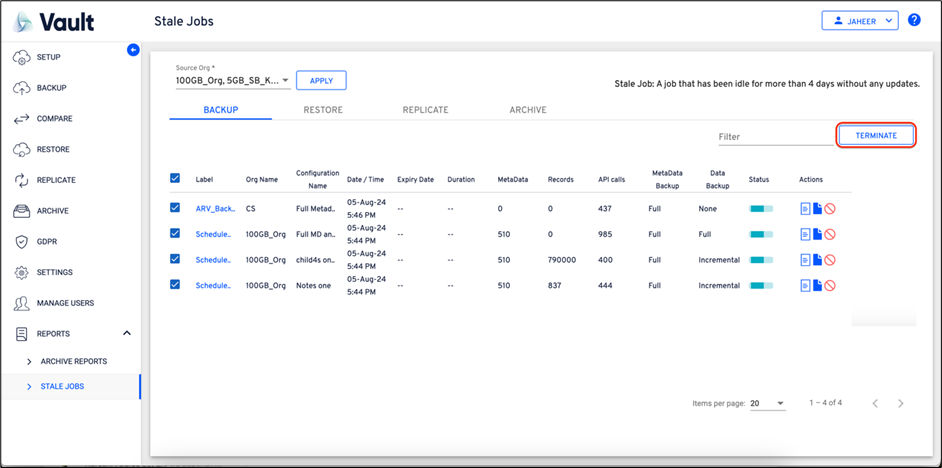 Vault
Stale Jobs
JAHEER
?
SETUP
BACKUP
COMPARE
RESTORE
REPLICATE
ARCHIVE
GDPR
SETTINGS
MANAGE USERS
REPORTS
ARCHIVE REPORTS
STALE JOBS
Source Org *
100GB_Org, 5GB_SB_K...
APPLY
Stale Job: A job that has been idle for more than 4 days without any updates.
BACKUP RESTORE REPLICATE ARCHIVE
Filter
TERMINATE
Label Org Name Configuration Name Date / Time Expiry Date Duration MetaData Records API calls MetaData Backup Data Backup Status Actions
ARV_Back.. CS Full Metad.. 05-Aug-24 5:46 PM -- -- 0 0 437 Full None
Schedule.. 100GB_Org Full MD an.. 05-Aug-24 5:44 PM -- -- 510 0 985 Full Full
Schedule.. 100GB_Org child4s on.. 05-Aug-24 5:44 PM -- -- 510 790000 400 Full Incremental
Schedule.. 100GB_Org Notes one 05-Aug-24 5:44 PM -- -- 510 837 444 Full Incremental
Items per page: 20 1 – 4 of 4